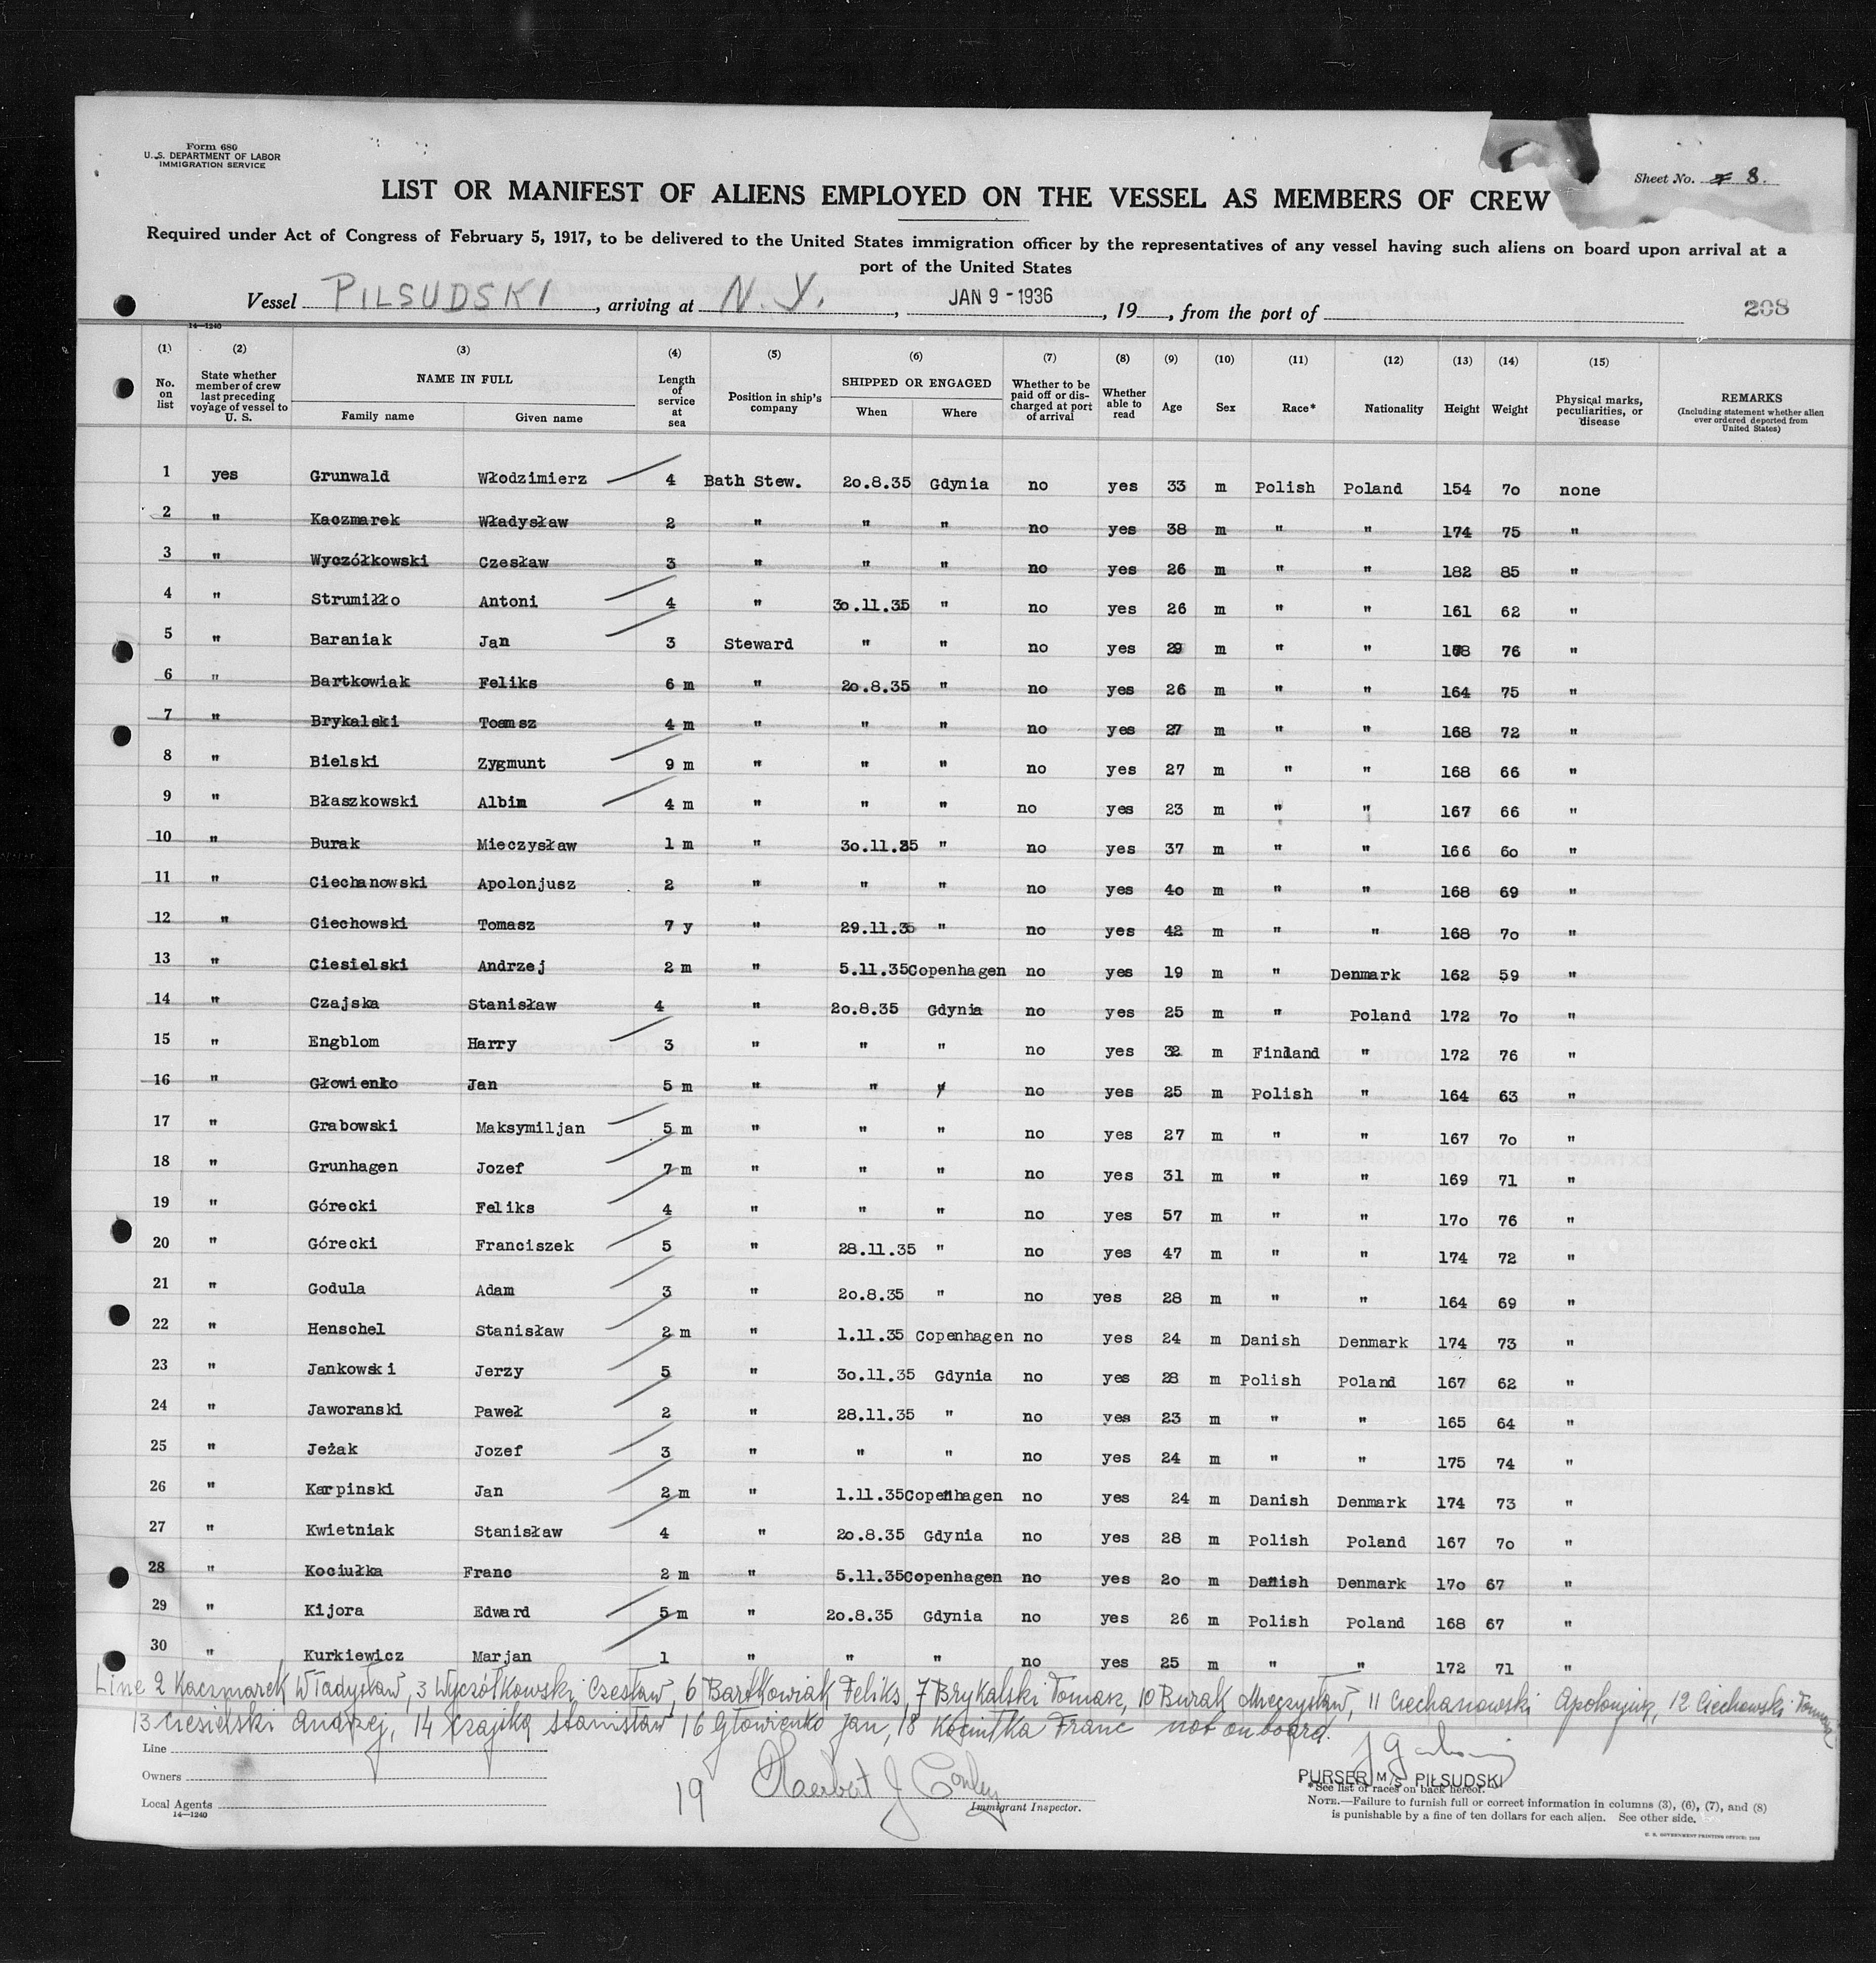 Form 680
U. S. DEPARTMENT OF LABOR
IMMIGRATION SERVICE
Sheet No. 8.
LIST OR MANIFEST OF ALIENS EMPLOYED ON THE VESSEL AS MEMBERS OF CREW
Required under Act of Congress of February 5, 1917, to be delivered to the United States immigration officer by the representatives of any vessel having such aliens on board upon arrival at a
port of the United States
Vessel PILSUDSKI, arriving at N. Y., JAN 9 - 1936, 19, from the port of 208
14—1240
(1) (2) (3) (4) (5) (6) (7) (8) (9) (10) (11) (12) (13) (14) (15)
No. on list State whether member of crew last preceding voyage of vessel to U. S. NAME IN FULL Family name Given name Length of service at sea Position in ship's company SHIPPED OR ENGAGED When Where Whether to be paid off or discharged at port of arrival Whether able to read Age Sex Race* Nationality Height Weight Physical marks, peculiarities, or disease REMARKS (Including statement whether alien ever ordered deported from United States)
1 yes Grunwald Włodzimierz 4 Bath Stew. 20.8.35 Gdynia no yes 33 m Polish Poland 154 70 none
2 " Kaczmarek Władysław 2 " " " no yes 38 m " " 174 75 "
3 " Wyczółkowski Czesław 3 " " " no yes 26 m " " 182 85 "
4 " Strumiłło Antoni 4 " 30.11.35 " no yes 26 m " " 161 62 "
5 " Baraniak Jan 3 Steward " " no yes 29 m " " 76 "
6 " Bartkowiak Feliks 6 m " 20.8.35 " no yes 26 m " " 164 75 "
7 " Brykalski Toamsz 4 m " " " no yes 27 m " " 168 72 "
8 " Bielski Zygmunt 9 m " " " no yes 27 m " " 168 66 "
9 " Błaszkowski Albin 4 m " " " no yes 23 m " " 167 66 "
10 " Burak Mieczysław 1 m " 30.11.35 " no yes 37 m " " 166 60 "
11 " Ciechanowski Apolonjusz 2 " " " no yes 40 m " " 168 69 "
12 " Ciechowski Tomasz 7 y " 29.11.35 " no yes 42 m " " 168 70 "
13 " Ciesielski Andrzej 2 m " 5.11.35 Copenhagen no yes 19 m " Denmark 162 59 "
14 " Czajska Stanisław 4 " 20.8.35 Gdynia no yes 25 m " Poland 172 70 "
15 " Engblom Harry 3 " " " no yes 32 m Finland " 172 76 "
16 " Głowienko Jan 5 m " " " no yes 25 m Polish " 164 63 "
17 " Grabowski Maksymiljan 5 m " " " no yes 27 m " " 167 70 "
18 " Grunhagen Jozef 7 m " " " no yes 31 m " " 169 71 "
19 " Górecki Feliks 4 " " " no yes 57 m " " 170 76 "
20 " Górecki Franciszek 5 " 28.11.35 " no yes 47 m " " 174 72 "
21 " Godula Adam 3 " 20.8.35 " no yes 28 m " " 164 69 "
22 " Henschel Stanisław 2 m " 1.11.35 Copenhagen no yes 24 m Danish Denmark 174 73 "
23 " Jankowski Jerzy 5 " 30.11.35 Gdynia no yes 28 m Polish Poland 167 62 "
24 " Jaworanski Paweł 2 " 28.11.35 " no yes 23 m " " 165 64 "
25 " Jeżak Jozef 3 " " " no yes 24 m " " 175 74 "
26 " Karpinski Jan 2 m " 1.11.35 Copenhagen no yes 24 m Danish Denmark 174 73 "
27 " Kwietniak Stanisław 4 " 20.8.35 Gdynia no yes 28 m Polish Poland 167 70 "
28 " Kociułka Franc 2 m " 5.11.35 Copenhagen no yes 20 m Danish Denmark 170 67 "
29 " Kijora Edward 5 m " 20.8.35 Gdynia no yes 26 m Polish Poland 168 67 "
30 " Kurkiewicz Marjan 1 " " " no yes 25 m " " 172 71 "
Line 2 Kaczmarek Władysław, 3 Wyczółkowski Czesław, 6 Bartkowiak Feliks, 7 Brykalski Tomasz, 10 Burak Mieczysław, 11 Ciechanowski Apolonjusz, 12 Ciechowski Tomasz
13 Ciesielski Andrzej, 14 Czajka Stanisław 16 Głowienko Jan, 18 Kociułka Franc not on board.
Line
Owners
Local Agents
14—1240
19 Herbert J Conley
Immigrant Inspector.
PURSER M/S PIŁSUDSKI
*See list of races on back hereof.
NOTE.—Failure to furnish full or correct information in columns (3), (6), (7), and (8)
is punishable by a fine of ten dollars for each alien. See other side.